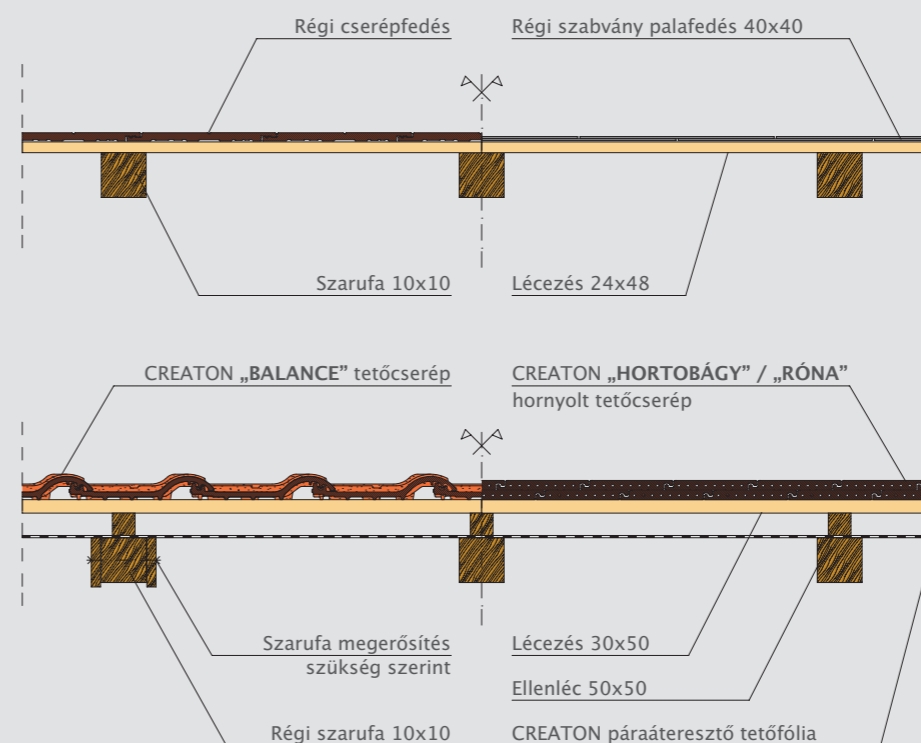 Régi cserépfedés
Régi szabvány palafedés 40x40
Szarufa 10x10
Lécezés 24x48
CREATON „BALANCE” tetőcserép
CREATON „HORTOBÁGY” / „RÓNA”
hornyolt tetőcserép
Szarufa megerősítés
szükség szerint
Lécezés 30x50
Ellenléc 50x50
Régi szarufa 10x10
CREATON páraáteresztő tetőfólia